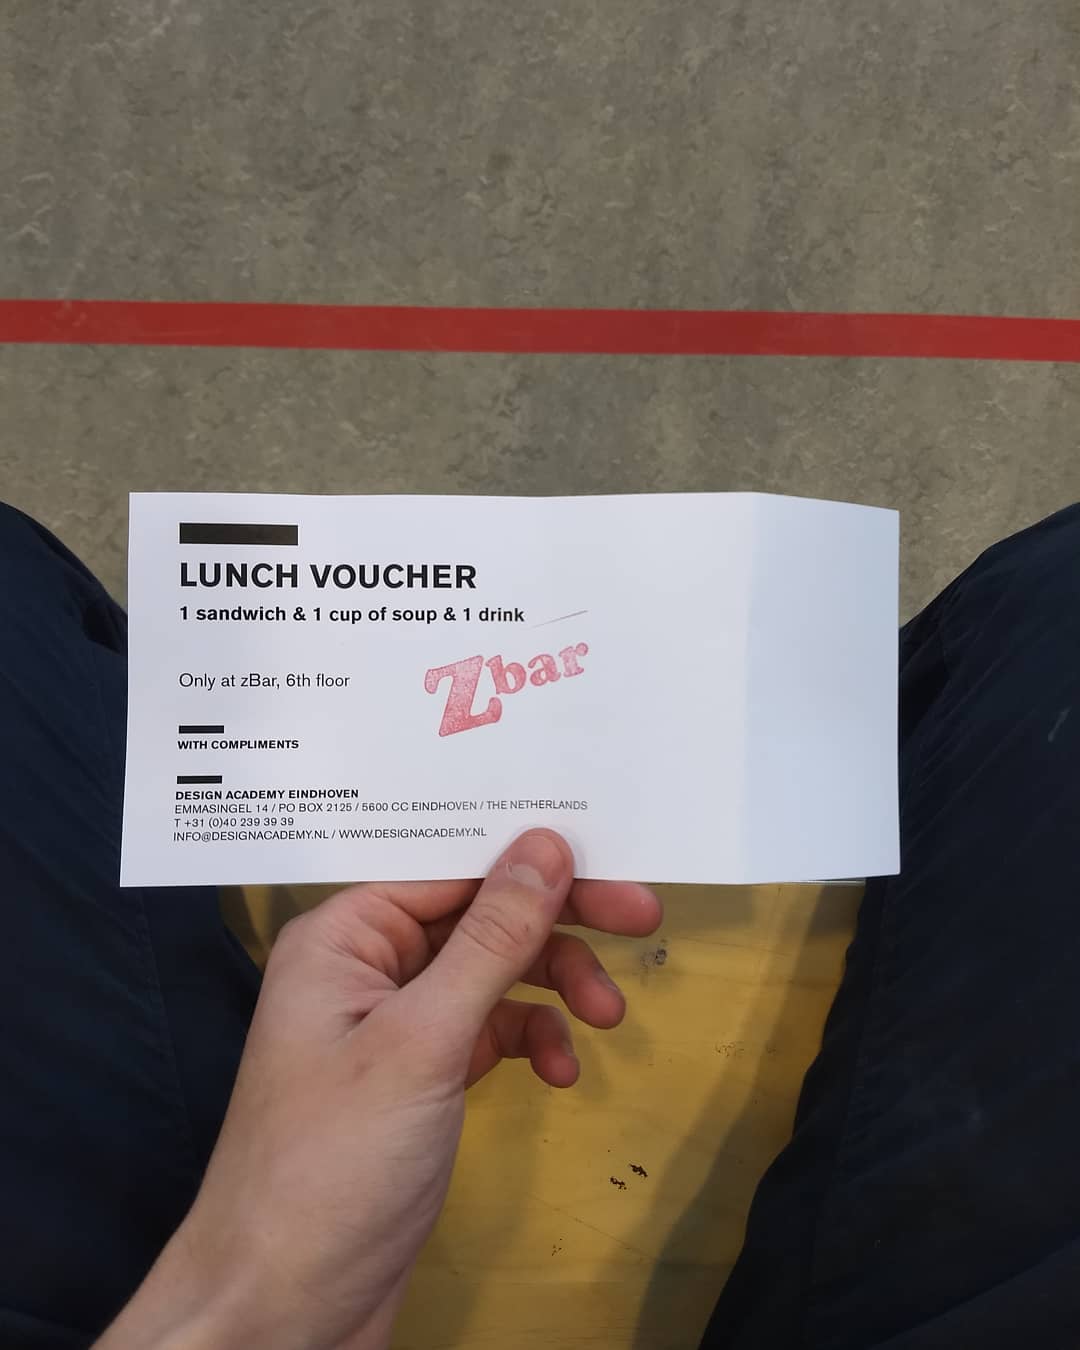 LUNCH VOUCHER
1 sandwich & 1 cup of soup & 1 drink
Only at zBar, 6th floor
Zbar
WITH COMPLIMENTS
DESIGN ACADEMY EINDHOVEN
EMMASINGEL 14 / PO BOX 2125 / 5600 CC EINDHOVEN / THE NETHERLANDS
T +31 (0)40 239 39 39
INFO@DESIGNACADEMY.NL / WWW.DESIGNACADEMY.NL